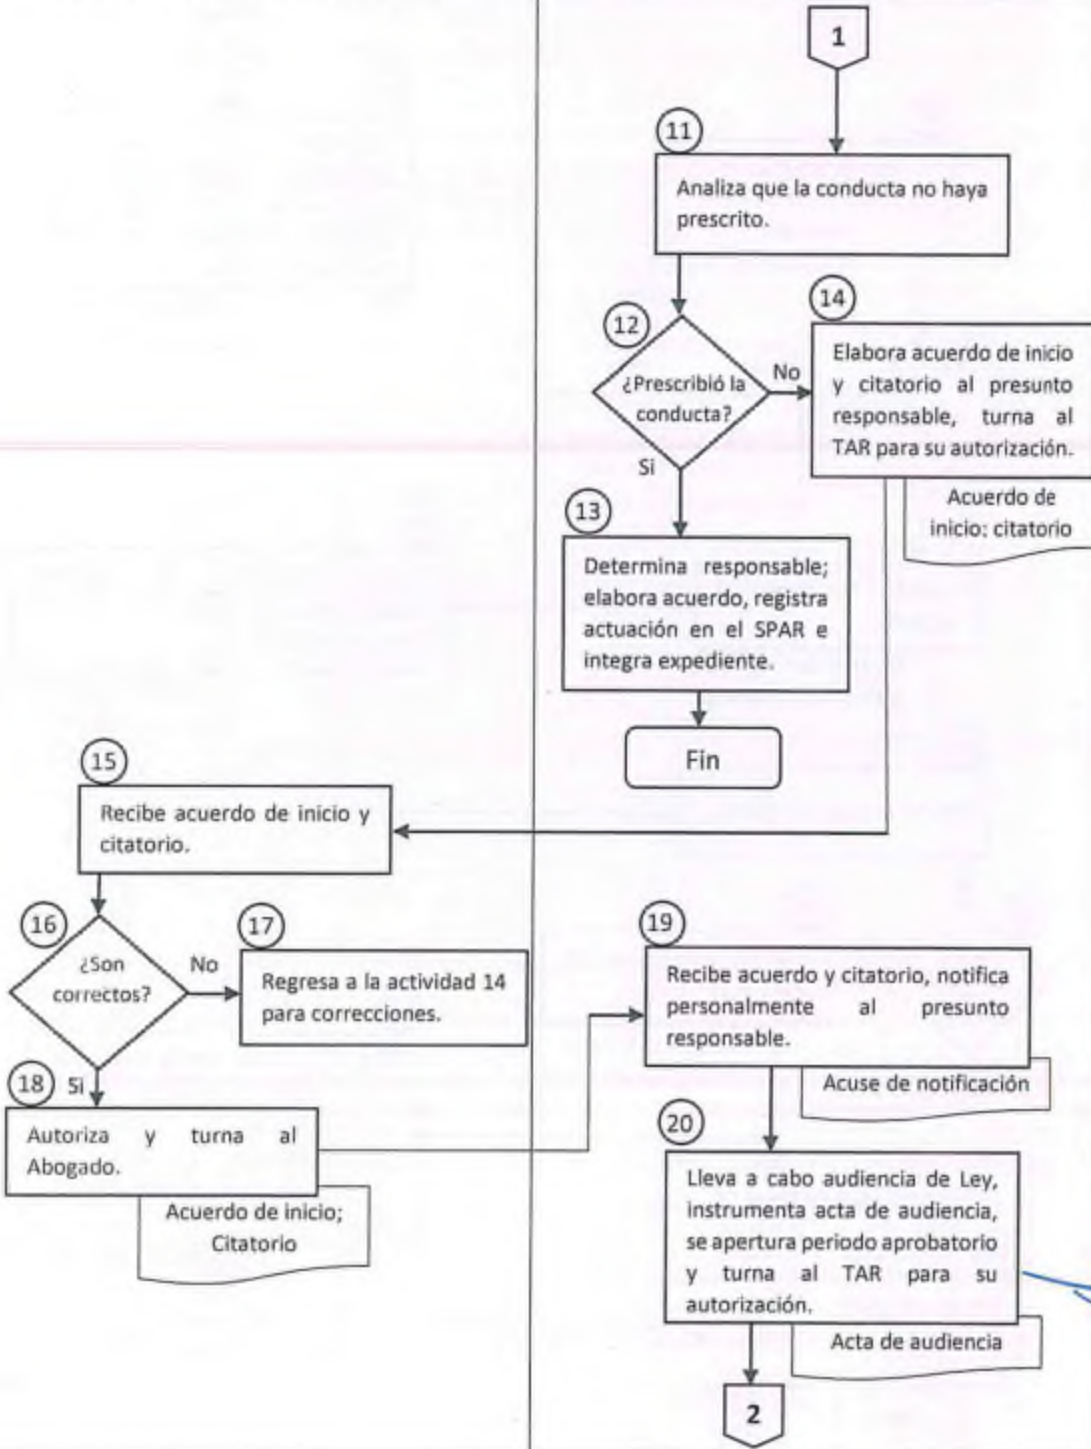 1
11
Analiza que la conducta no haya
prescrito.
12
¿Prescribió la
conducta?
No
Si
14
Elabora acuerdo de inicio
y citatorio al presunto
responsable, turna al
TAR para su autorización.
Acuerdo de
inicio; citatorio
13
Determina responsable;
elabora acuerdo, registra
actuación en el SPAR e
integra expediente.
Fin
15
Recibe acuerdo de inicio y
citatorio.
16
¿Son
correctos?
No
17
Regresa a la actividad 14
para correcciones.
18
Si
Autoriza y turna al
Abogado.
Acuerdo de inicio;
Citatorio
19
Recibe acuerdo y citatorio, notifica
personalmente al presunto
responsable.
Acuse de notificación
20
Lleva a cabo audiencia de Ley,
instrumenta acta de audiencia,
se apertura periodo aprobatorio
y turna al TAR para su
autorización.
Acta de audiencia
2